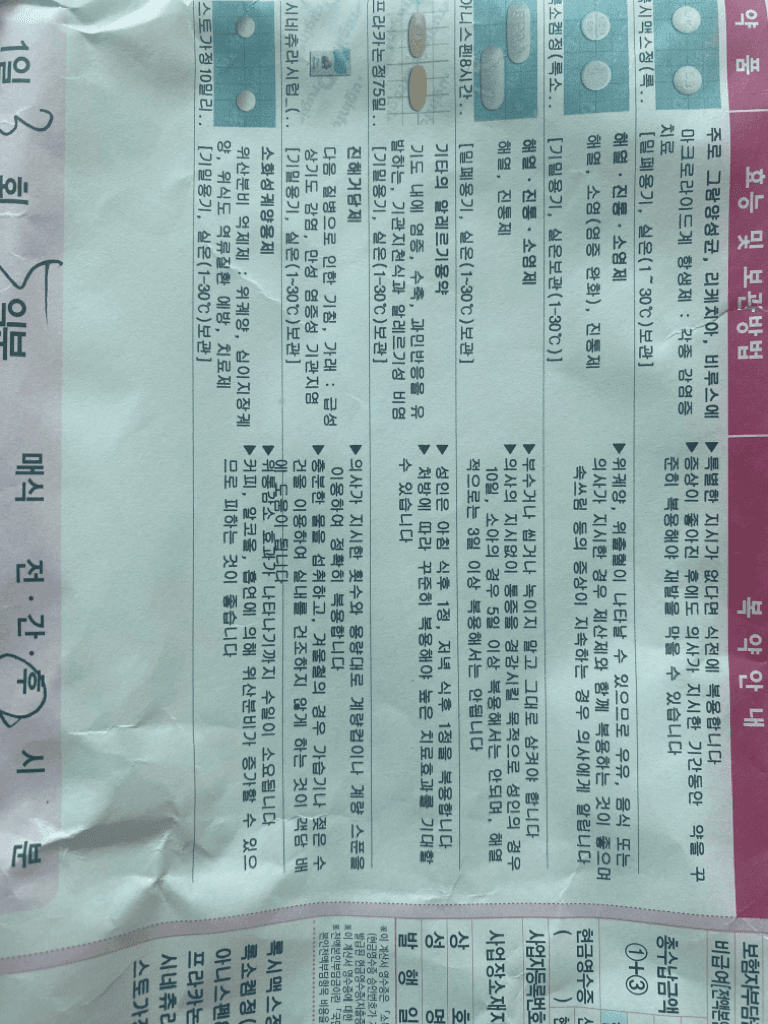 약 품
효능 및 보관방법
복 약 안 내
록시맥스정(록..
주로 그람양성균, 리케치아, 비루스에
마크로라이드계 항생제 : 각종 감염증
치료
[밀폐용기, 실온(1~30℃)보관]
▶특별한 지시가 없다면 식전에 복용합니다
▶증상이 좋아진 후에도 의사가 지시한 기간동안 약을 꾸
준히 복용해야 재발을 막을 수 있습니다
록소켐정(록소..
해열·진통·소염제
해열, 소염(염증 완화), 진통제
[기밀용기, 실온보관(1-30℃)]
▶위궤양, 위출혈이 나타날 수 있으므로 우유, 음식 또는
의사가 지시한 경우 제산제와 함께 복용하는 것이 좋으며
속쓰림 등의 증상이 지속하는 경우 의사에게 알립니다
아니스펜8시간..
해열·진통·소염제
해열, 진통제
[밀폐용기, 실온(1~30℃)보관]
▶부수거나 씹거나 녹이지 말고 그대로 삼켜야 합니다
▶의사의 지시없이 통증을 경감시킬 목적으로 성인의 경우
10일, 소아의 경우 5일 이상 복용해서는 안되며, 해열
적으로는 3일 이상 복용해서는 안됩니다
프라카논정75밀..
기타의 알레르기용약
기도 내에 염증, 수축, 과민반응을 유
발하는, 기관지천식과 알레르기성 비염
[기밀용기, 실온(1-30℃)보관]
▶성인은 아침 식후 1정, 저녁 식후 1정을 복용합니다
▶처방에 따라 꾸준히 복용해야 높은 치료효과를 기대할
수 있습니다
시네츄라시럽_(..
진해거담제
다음 질병으로 인한 기침, 가래 : 급성
상기도 감염, 만성 염증성 기관지염
[기밀용기, 실온(1~30℃)보관]
▶의사가 지시한 횟수와 용량대로 계량컵이나 계량 스푼을
이용하여 정확히 복용합니다
▶충분한 물을 섭취하고, 겨울철의 경우 가습기나 젖은 수
건을 이용하여 실내를 건조하지 않게 하는 것이 객담 배
에 도움이 됩니다
스토가정10밀리..
소화성궤양용제
위산분비 억제제 : 위궤양, 십이지장궤
양, 위식도 역류질환 예방, 치료제
[기밀용기, 실온(1-30℃)보관]
▶위통감소 효과가 나타나기까지 수일이 소요됩니다
▶커피, 알코올, 흡연에 의해 위산분비가 증가할 수 있으
므로 피하는 것이 좋습니다
1일 3 회 5 일분 매식 전·간·후 시 분
보험자부담
비급여(전액본
총수납금액
①+③
현금영수증
( )
사업자등록번호
사업장소재지
상 호
성 명
발 행 일
록시맥스정
록소켐정(
아니스펜8
프라카논
시네츄라
스토가정